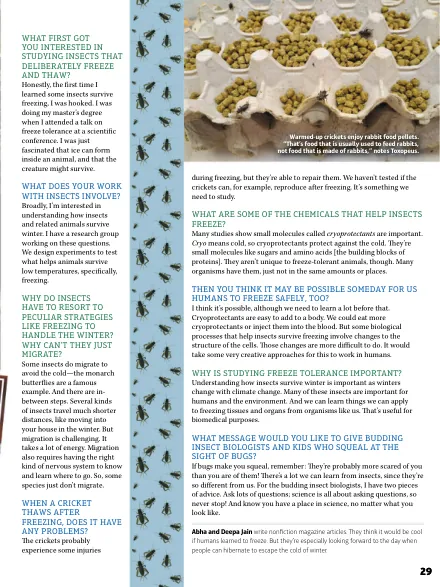 WHAT FIRST GOT
YOU INTERESTED IN
STUDYING INSECTS THAT
DELIBERATELY FREEZE
AND THAW?
Honestly, the first time I
learned some insects survive
freezing, I was hooked. I was
doing my master's degree
when I attended a talk on
freeze tolerance at a scientific
conference. I was just
fascinated that ice can form
inside an animal, and that the
creature might survive.
WHAT DOES YOUR WORK
WITH INSECTS INVOLVE?
Broadly, I'm interested in
understanding how insects
and related animals survive
winter. I have a research group
working on these questions.
We design experiments to test
what helps animals survive
low temperatures, specifically,
freezing.
WHY DO INSECTS
HAVE TO RESORT TO
PECULIAR STRATEGIES
LIKE FREEZING TO
HANDLE THE WINTER?
WHY CAN'T THEY JUST
MIGRATE?
Some insects do migrate to
avoid the cold—the monarch
butterflies are a famous
example. And there are in-
between steps. Several kinds
of insects travel much shorter
distances, like moving into
your house in the winter. But
migration is challenging. It
takes a lot of energy. Migration
also requires having the right
kind of nervous system to know
and learn where to go. So, some
species just don't migrate.
WHEN A CRICKET
THAWS AFTER
FREEZING, DOES IT HAVE
ANY PROBLEMS?
The crickets probably
experience some injuries
Warmed-up crickets enjoy rabbit food pellets.
"That's food that is usually used to feed rabbits,
not food that is made of rabbits," notes Toxopeus.
during freezing, but they're able to repair them. We haven't tested if the
crickets can, for example, reproduce after freezing. It's something we
need to study.
WHAT ARE SOME OF THE CHEMICALS THAT HELP INSECTS
FREEZE?
Many studies show small molecules called cryoprotectants are important.
Cryo means cold, so cryoprotectants protect against the cold. They're
small molecules like sugars and amino acids [the building blocks of
proteins]. They aren't unique to freeze-tolerant animals, though. Many
organisms have them, just not in the same amounts or places.
THEN YOU THINK IT MAY BE POSSIBLE SOMEDAY FOR US
HUMANS TO FREEZE SAFELY, TOO?
I think it's possible, although we need to learn a lot before that.
Cryoprotectants are easy to add to a body. We could eat more
cryoprotectants or inject them into the blood. But some biological
processes that help insects survive freezing involve changes to the
structure of the cells. Those changes are more difficult to do. It would
take some very creative approaches for this to work in humans.
WHY IS STUDYING FREEZE TOLERANCE IMPORTANT?
Understanding how insects survive winter is important as winters
change with climate change. Many of these insects are important for
humans and the environment. And we can learn things we can apply
to freezing tissues and organs from organisms like us. That's useful for
biomedical purposes.
WHAT MESSAGE WOULD YOU LIKE TO GIVE BUDDING
INSECT BIOLOGISTS AND KIDS WHO SQUEAL AT THE
SIGHT OF BUGS?
If bugs make you squeal, remember: They're probably more scared of you
than you are of them! There's a lot we can learn from insects, since they're
so different from us. For the budding insect biologists, I have two pieces
of advice. Ask lots of questions; science is all about asking questions, so
never stop! And know you have a place in science, no matter what you
look like.
Abha and Deepa Jain write nonfiction magazine articles. They think it would be cool
if humans learned to freeze. But they're especially looking forward to the day when
people can hibernate to escape the cold of winter.
29